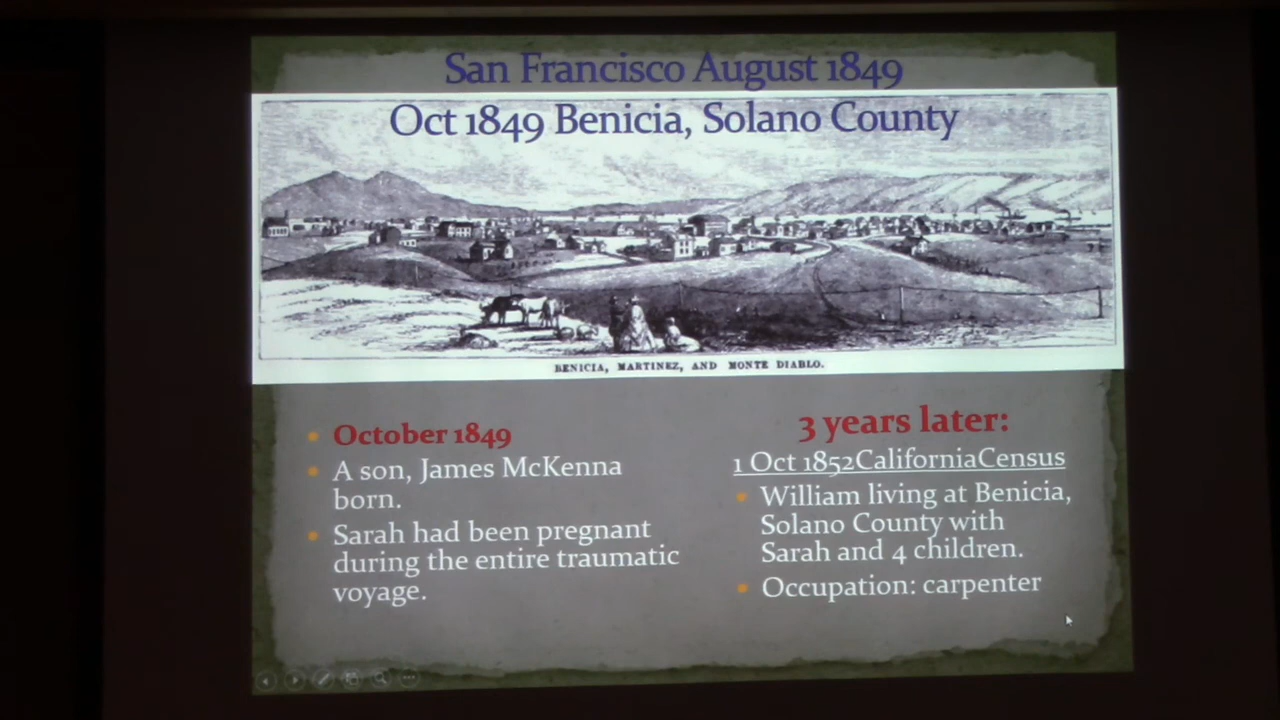 San Francisco August 1849
Oct 1849 Benicia, Solano County
BENICIA, MARTINEZ, AND MONTE DIABLO.
• October 1849
• A son, James McKenna
born.
• Sarah had been pregnant
during the entire traumatic
voyage.
3 years later:
1 Oct 1852CaliforniaCensus
• William living at Benicia,
Solano County with
Sarah and 4 children.
• Occupation: carpenter